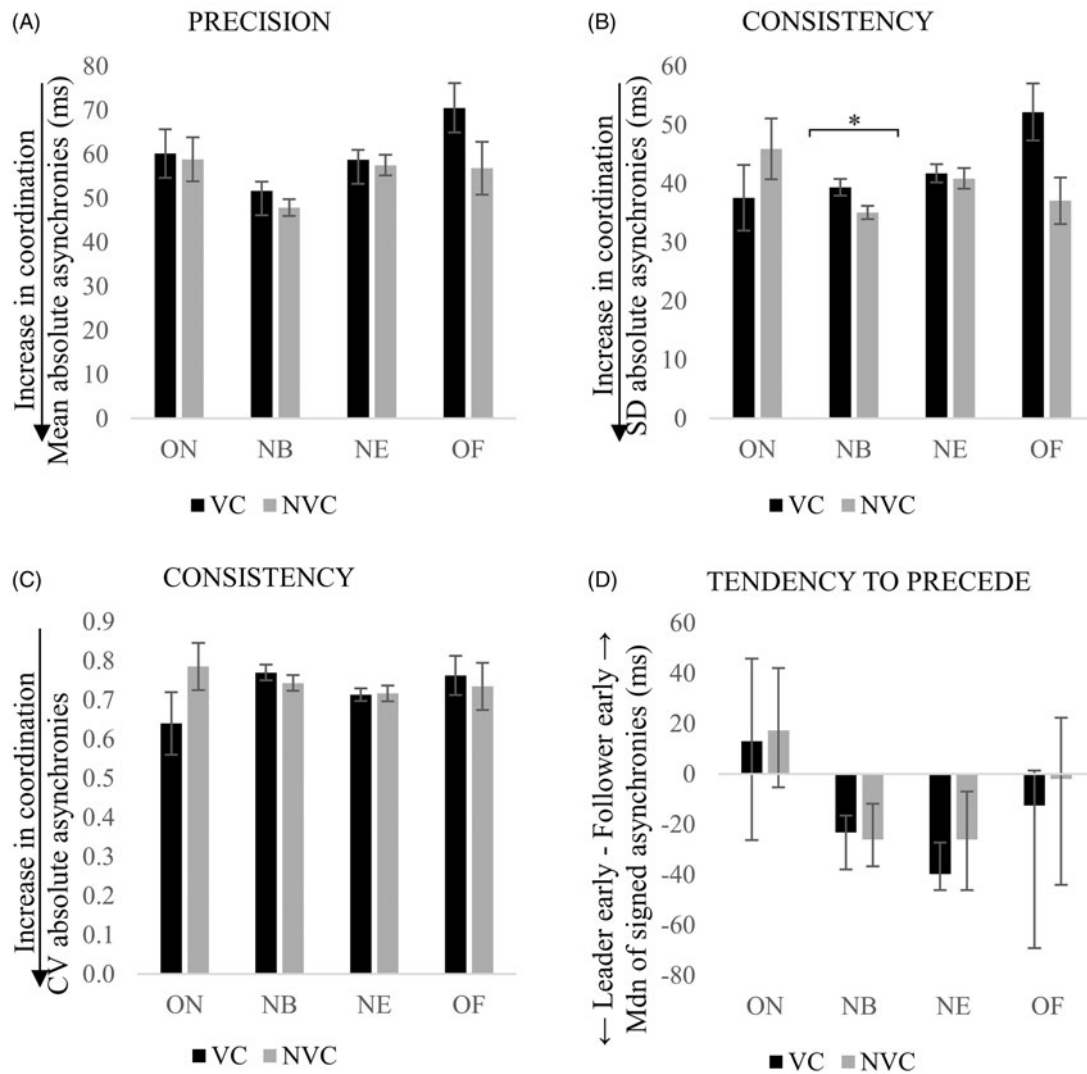 (A) PRECISION
Increase in coordination
Mean absolute asynchronies (ms)
80
70
60
50
40
30
20
10
0
ON NB NE OF
■ VC ■ NVC
(B) CONSISTENCY
Increase in coordination
SD absolute asynchronies (ms)
60
50
40
30
20
10
0
*
ON NB NE OF
■ VC ■ NVC
(C) CONSISTENCY
Increase in coordination
CV absolute asynchronies
0.9
0.8
0.7
0.6
0.5
0.4
0.3
0.2
0.1
0.0
ON NB NE OF
■ VC ■ NVC
(D) TENDENCY TO PRECEDE
← Leader early - Follower early →
Mdn of signed asynchronies (ms)
60
40
20
0
-20
-40
-60
-80
ON NB NE OF
■ VC ■ NVC